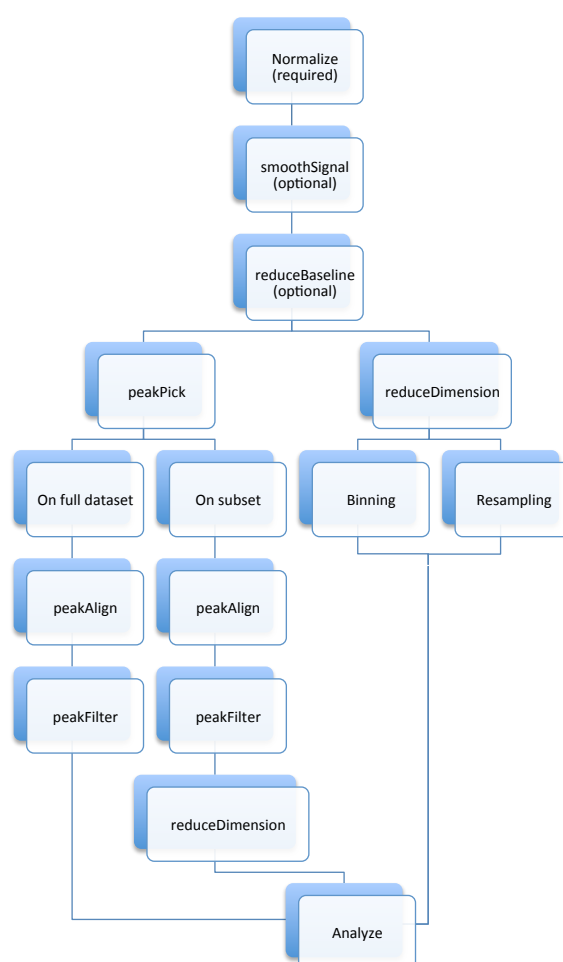 Normalize
(required)
smoothSignal
(optional)
reduceBaseline
(optional)
peakPick
reduceDimension
On full dataset
On subset
Binning
Resampling
peakAlign
peakAlign
peakFilter
peakFilter
reduceDimension
Analyze